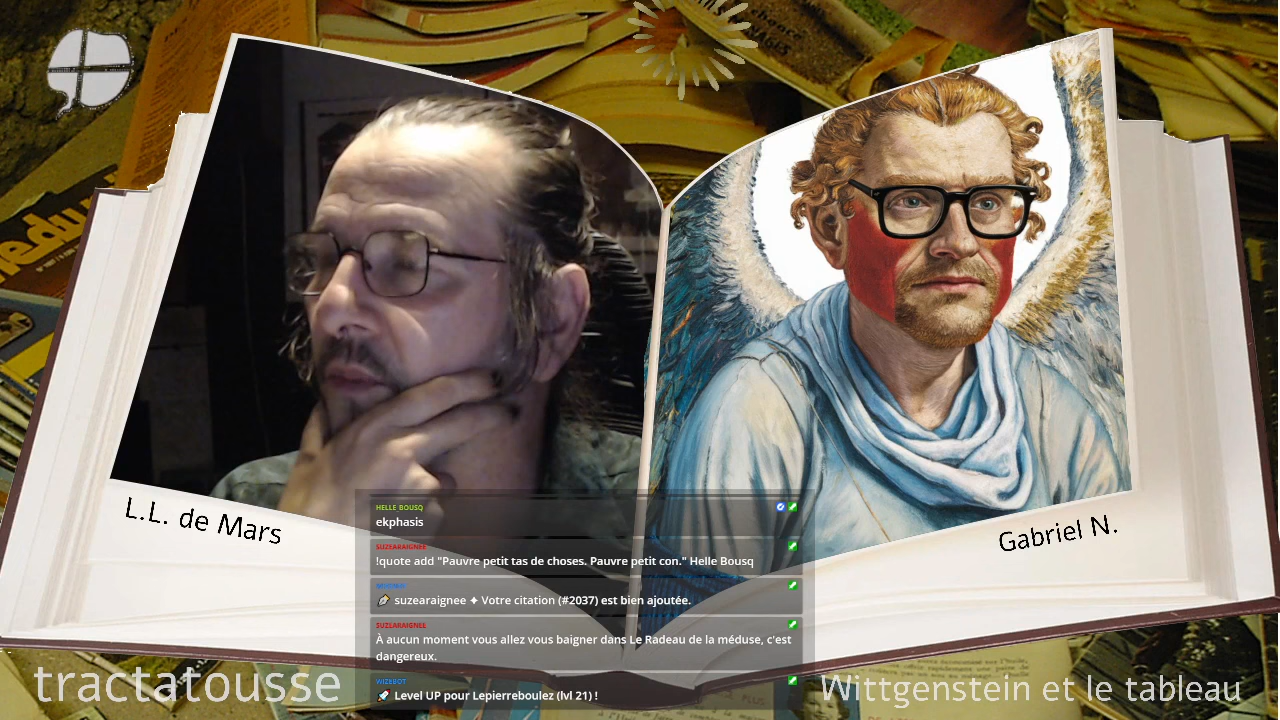 L.L. de Mars
Gabriel N.
HELLE BOUSQ
ekphasis
SUZEARAIGNEE
!quote add "Pauvre petit tas de choses. Pauvre petit con." Helle Bousq
suzearaignee ✦ Votre citation (#2037) est bien ajoutée.
SUZEARAIGNEE
À aucun moment vous allez vous baigner dans Le Radeau de la méduse, c'est
dangereux.
WIZEBOT
Level UP pour Lepierreboulez (lvl 21) !
tractatousse
Wittgenstein et le tableau